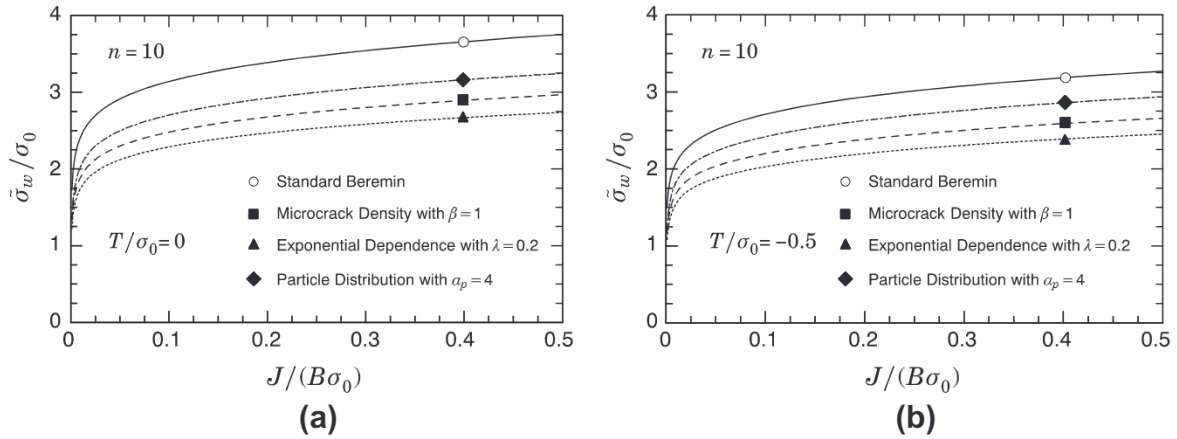 4
3
2
1
0
σ̃w/σ0
n=10
Standard Beremin
Microcrack Density with β=1
T/σ0=0
Exponential Dependence with λ=0.2
Particle Distribution with αp=4
0 0.1 0.2 0.3 0.4 0.5
J/(Bσ0)
(a)
4
3
2
1
0
σ̃w/σ0
n=10
Standard Beremin
Microcrack Density with β=1
T/σ0=−0.5
Exponential Dependence with λ=0.2
Particle Distribution with αp=4
0 0.1 0.2 0.3 0.4 0.5
J/(Bσ0)
(b)